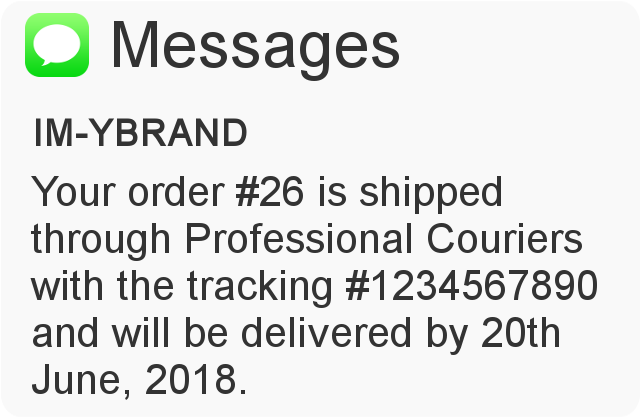 Messages
IM-YBRAND
Your order #26 is shipped
through Professional Couriers
with the tracking #1234567890
and will be delivered by 20th
June, 2018.